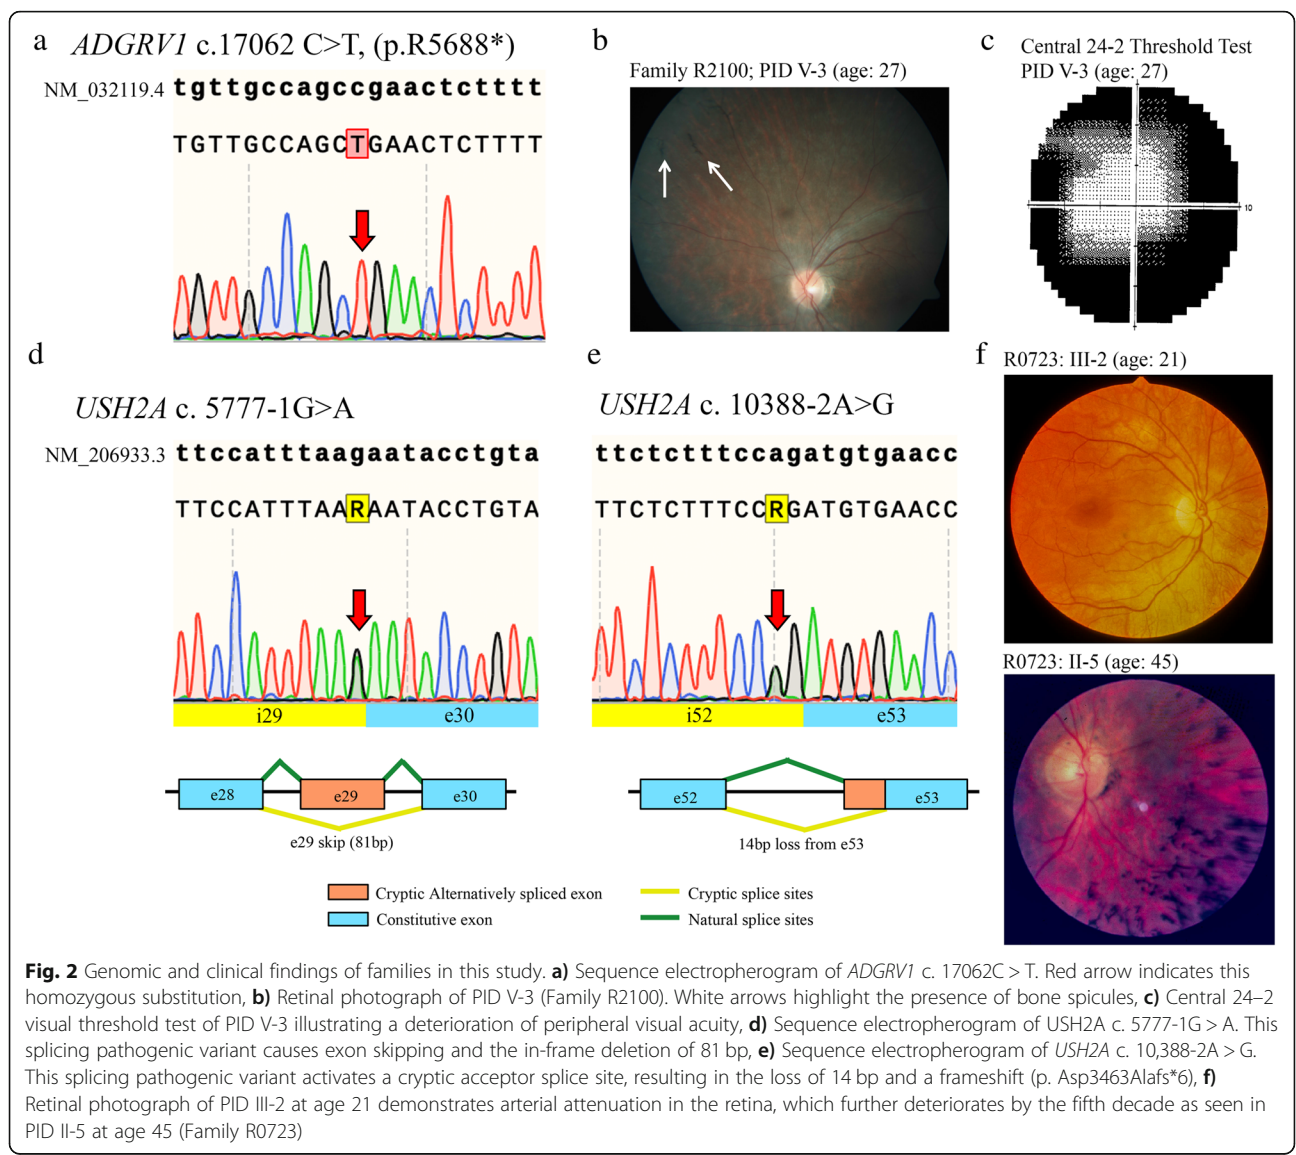 a ADGRV1 c.17062 C>T, (p.R5688*)
NM_032119.4 tgttgccagccgaactctttt
TGTTGCCAGCTGAACTCTTTT
b
Family R2100; PID V-3 (age: 27)
c Central 24-2 Threshold Test
PID V-3 (age: 27)
10
d
USH2A c. 5777-1G>A
NM_206933.3 ttccatttaagaatacctgta
TTCCATTTAARAATACCTGTA
i29 e30
e28 e29 e30
e29 skip (81bp)
e
USH2A c. 10388-2A>G
ttctctttccagatgtgaacc
TTCTCTTTCCRGATGTGAACC
i52 e53
e52 e53
14bp loss from e53
Cryptic Alternatively spliced exon Cryptic splice sites
Constitutive exon Natural splice sites
f R0723: III-2 (age: 21)
R0723: II-5 (age: 45)
Fig. 2 Genomic and clinical findings of families in this study. a) Sequence electropherogram of ADGRV1 c. 17062C > T. Red arrow indicates this
homozygous substitution, b) Retinal photograph of PID V-3 (Family R2100). White arrows highlight the presence of bone spicules, c) Central 24–2
visual threshold test of PID V-3 illustrating a deterioration of peripheral visual acuity, d) Sequence electropherogram of USH2A c. 5777-1G > A. This
splicing pathogenic variant causes exon skipping and the in-frame deletion of 81 bp, e) Sequence electropherogram of USH2A c. 10,388-2A > G.
This splicing pathogenic variant activates a cryptic acceptor splice site, resulting in the loss of 14 bp and a frameshift (p. Asp3463Alafs*6), f)
Retinal photograph of PID III-2 at age 21 demonstrates arterial attenuation in the retina, which further deteriorates by the fifth decade as seen in
PID II-5 at age 45 (Family R0723)